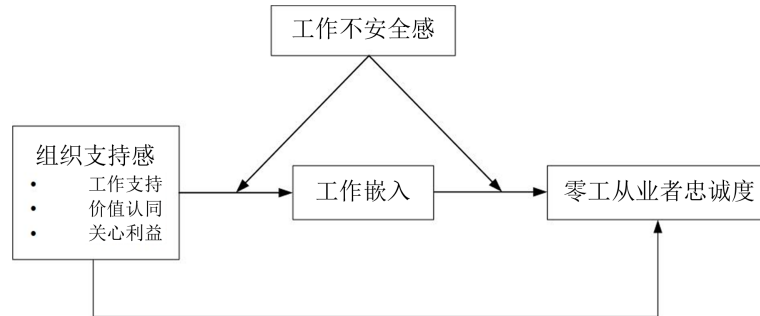 工作不安全感
组织支持感
• 工作支持
• 价值认同
• 关心利益
工作嵌入
零工从业者忠诚度